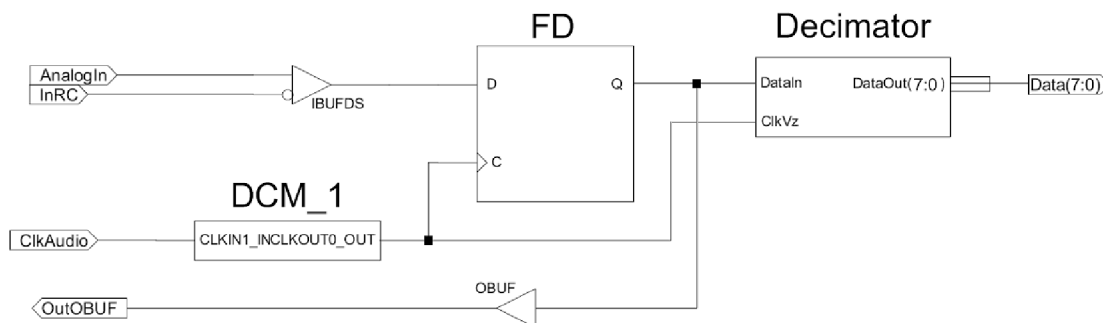 FD
Decimator
AnalogIn
InRC
IBUFDS
D
Q
DataIn
DataOut(7:0)
Data(7:0)
ClkVz
C
DCM_1
ClkAudio
CLKIN1_INCLKOUT0_OUT
OBUF
OutOBUF